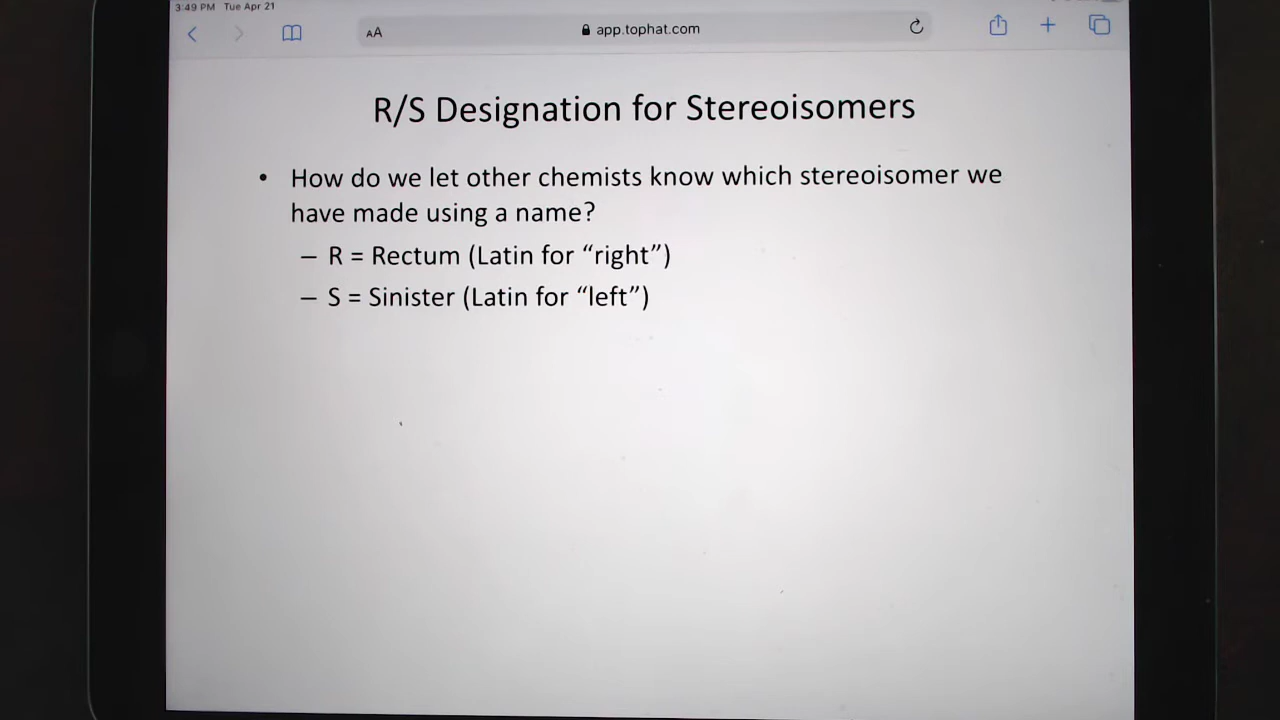 3:49 PM Tue Apr 21
AA
app.tophat.com
R/S Designation for Stereoisomers
• How do we let other chemists know which stereoisomer we
have made using a name?
– R = Rectum (Latin for “right”)
– S = Sinister (Latin for “left”)